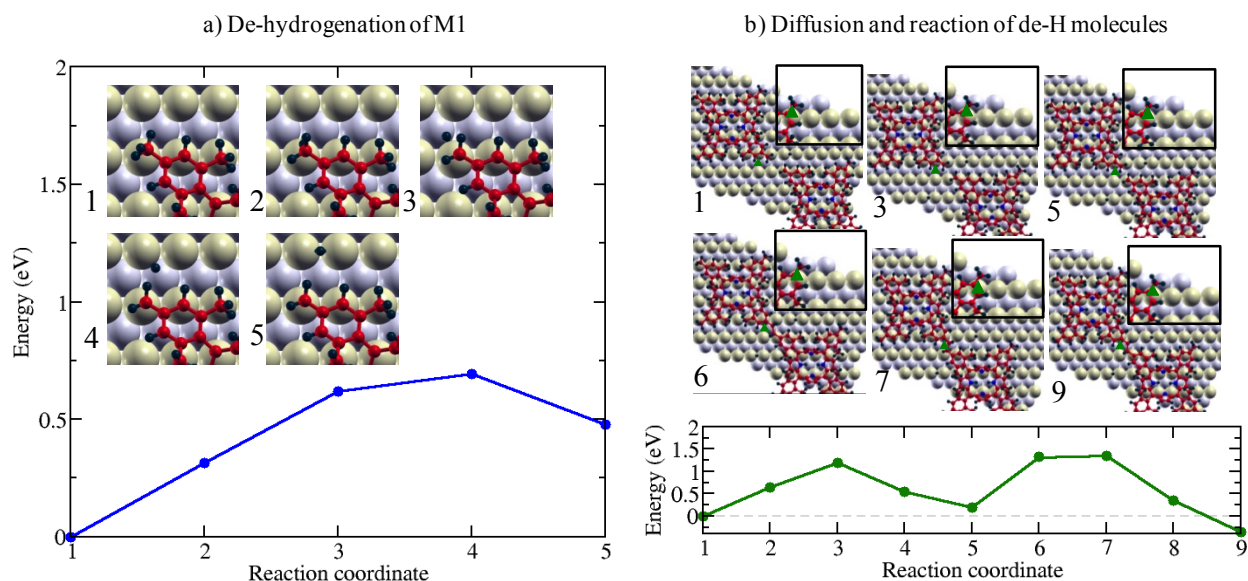 a) De-hydrogenation of M1
2
1.5
1
0.5
0
Energy (eV)
1 2 3
4 5
1 2 3 4 5
Reaction coordinate
b) Diffusion and reaction of de-H molecules
1 3 5
6 7 9
2
1.5
1
0.5
0
Energy (eV)
1 2 3 4 5 6 7 8 9
Reaction coordinate